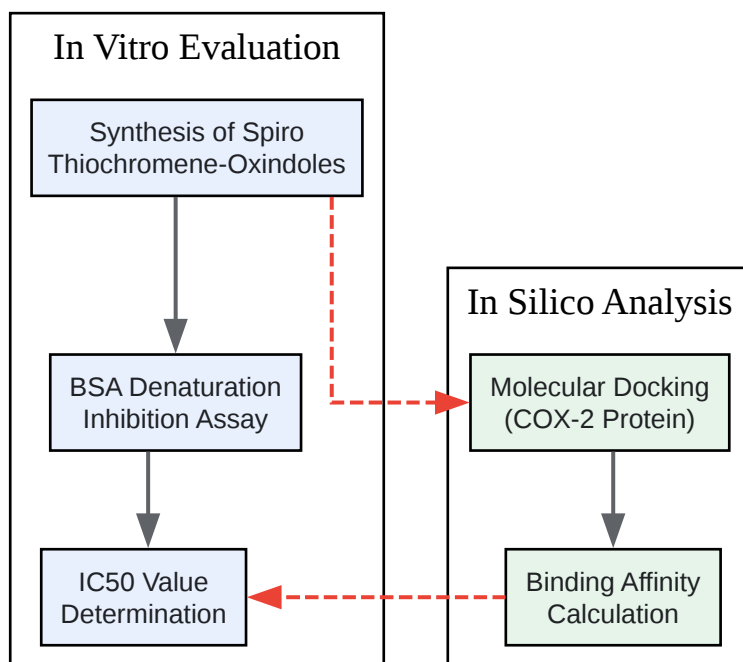 In Vitro Evaluation
Synthesis of Spiro
Thiochromene-Oxindoles
BSA Denaturation
Inhibition Assay
IC50 Value
Determination
In Silico Analysis
Molecular Docking
(COX-2 Protein)
Binding Affinity
Calculation